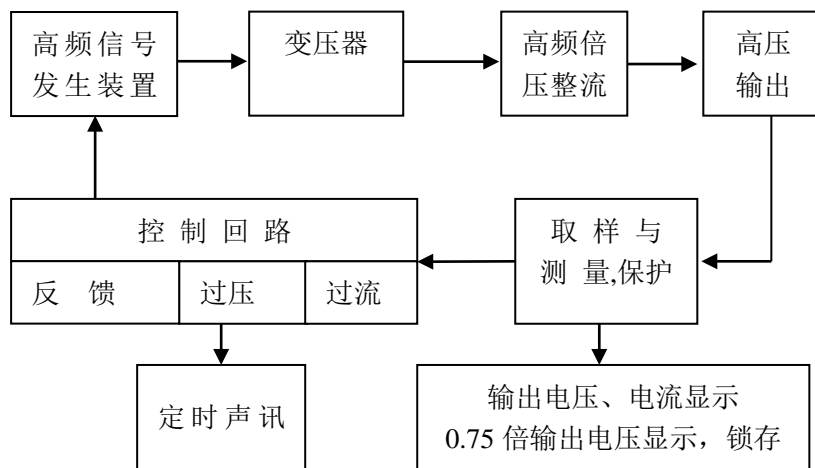 高频信号
发生装置
变压器
高频倍
压整流
高压
输出
控制回路
反馈
过压
过流
取样与
测量,保护
定时声讯
输出电压、电流显示
0.75 倍输出电压显示，锁存